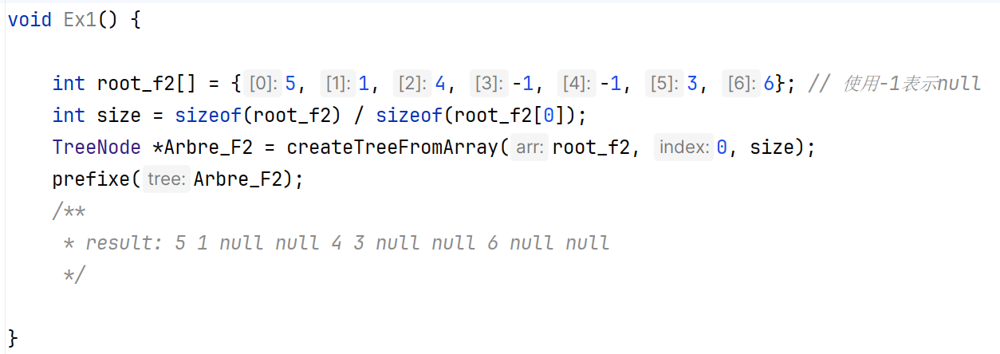 void Ex1() {
int root_f2[] = {[0]: 5, [1]: 1, [2]: 4, [3]: -1, [4]: -1, [5]: 3, [6]: 6}; // 使用-1表示null
int size = sizeof(root_f2) / sizeof(root_f2[0]);
TreeNode *Arbre_F2 = createTreeFromArray( arr: root_f2, index: 0, size);
prefixe( tree: Arbre_F2);
/**
* result: 5 1 null null 4 3 null null 6 null null
*/
}